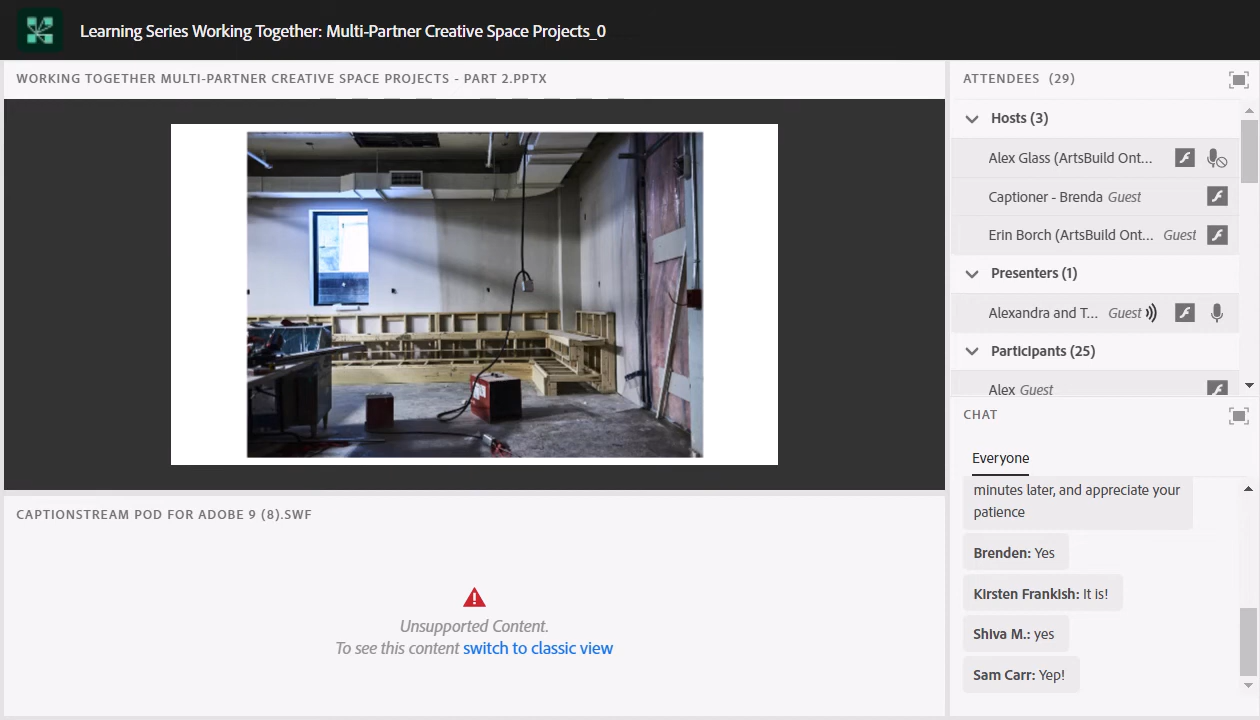 Learning Series Working Together: Multi-Partner Creative Space Projects_0
WORKING TOGETHER MULTI-PARTNER CREATIVE SPACE PROJECTS - PART 2.PPTX
ATTENDEES (29)
Hosts (3)
Alex Glass (ArtsBuild Ont...
Captioner - Brenda Guest
Erin Borch (ArtsBuild Ont... Guest
Presenters (1)
Alexandra and T... Guest
Participants (25)
Alex Guest
CHAT
Everyone
minutes later, and appreciate your
patience
Brenden: Yes
Kirsten Frankish: It is!
Shiva M.: yes
Sam Carr: Yep!
CAPTIONSTREAM POD FOR ADOBE 9 (8).SWF
Unsupported Content.
To see this content switch to classic view